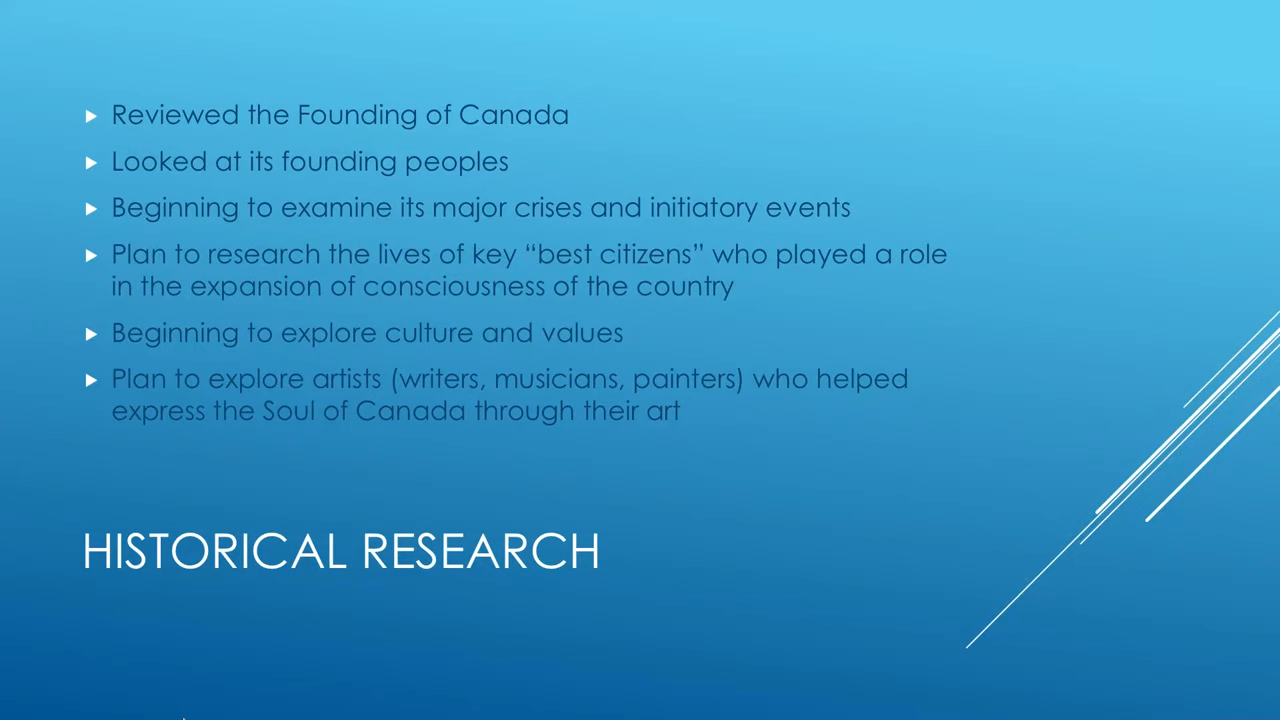 Reviewed the Founding of Canada
Looked at its founding peoples
Beginning to examine its major crises and initiatory events
Plan to research the lives of key “best citizens” who played a role
in the expansion of consciousness of the country
Beginning to explore culture and values
Plan to explore artists (writers, musicians, painters) who helped
express the Soul of Canada through their art
HISTORICAL RESEARCH